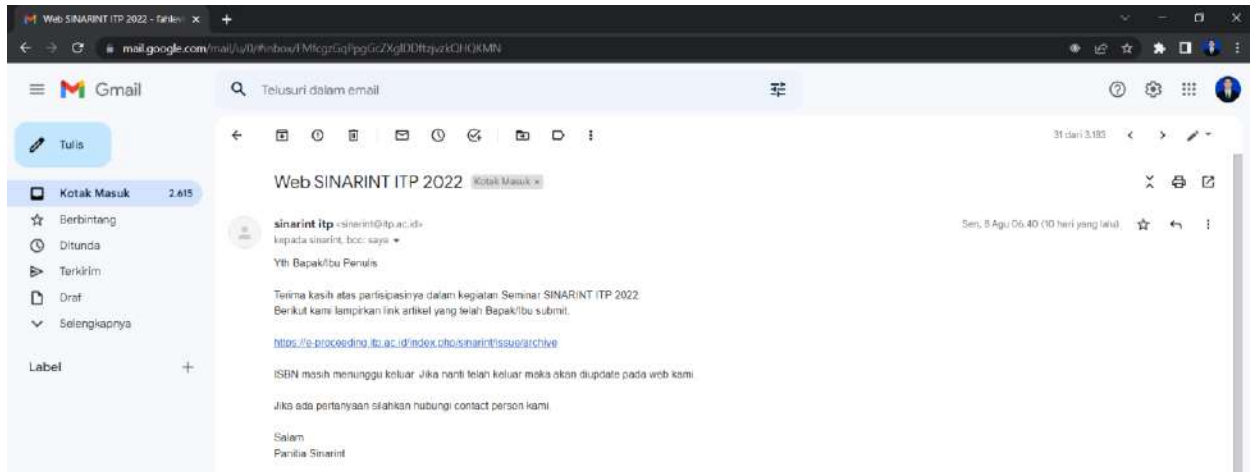 Web SINARINT ITP 2022 - fahlev
mail.google.com/mail/u/0/#inbox/
Gmail
Telusuri dalam email
Tulis
31 dari 3.193
Kotak Masuk 2.615
Berbintang
Ditunda
Terkirim
Draf
Selengkapnya
Label
Web SINARINT ITP 2022 Kotak Masuk ×
sinarint itp <sinarint@itp.ac.id>
Sen, 8 Agu 06.40 (10 hari yang lalu)
kepada sinarint, bcc: saya
Yth Bapak/Ibu Penulis
Terima kasih atas partisipasinya dalam kegiatan Seminar SINARINT ITP 2022.
Berikut kami lampirkan link artikel yang telah Bapak/Ibu submit.
https://e-proceeding.itp.ac.id/index.php/sinarint/issue/archive
ISBN masih menunggu keluar. Jika nanti telah keluar maka akan diupdate pada web kami
Jika ada pertanyaan silahkan hubungi contact person kami
Salam
Panitia Sinarint